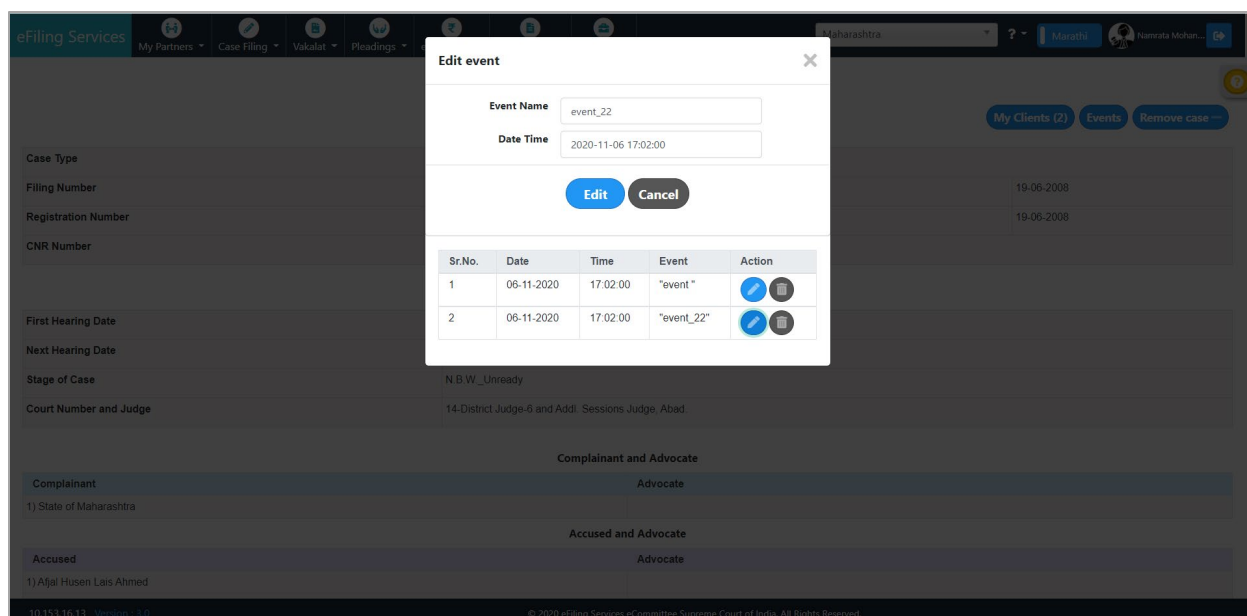 eFiling Services My Partners Case Filing Vakalat Pleadings Maharashtra ? Marathi Namrata Mohan...
Edit event
Event Name event_22
Date Time 2020-11-06 17:02:00
My Clients (2) Events Remove case
Edit Cancel
Case Type
Filing Number 19-06-2008
Registration Number 19-06-2008
CNR Number
Sr.No. Date Time Event Action
1 06-11-2020 17:02:00 "event "
2 06-11-2020 17:02:00 "event_22"
First Hearing Date
Next Hearing Date
Stage of Case N.B.W._Unready
Court Number and Judge 14-District Judge-6 and Addl. Sessions Judge, Abad.
Complainant and Advocate
Complainant Advocate
1) State of Maharashtra
Accused and Advocate
Accused Advocate
1) Afjal Husen Lais Ahmed
10.153.16.13 Version : 3.0 © 2020 eFiling Services eCommittee Supreme Court of India. All Rights Reserved.